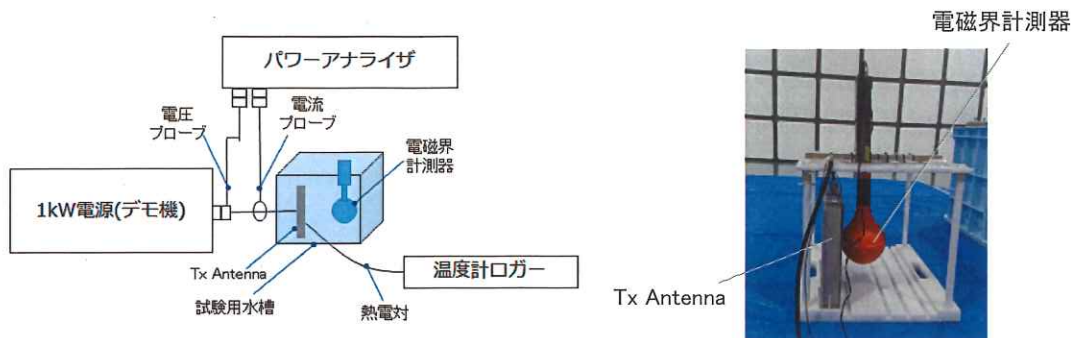 電磁界計測器
パワーアナライザ
電圧
プローブ
電流
プローブ
電磁界
計測器
1kW電源(デモ機)
Tx Antenna
試験用水槽
熱電対
温度計ロガー
Tx Antenna